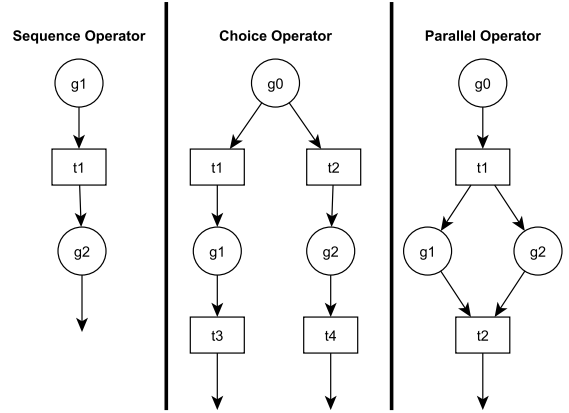 Sequence Operator
g1
t1
g2
Choice Operator
g0
t1
t2
g1
g2
t3
t4
Parallel Operator
g0
t1
g1
g2
t2